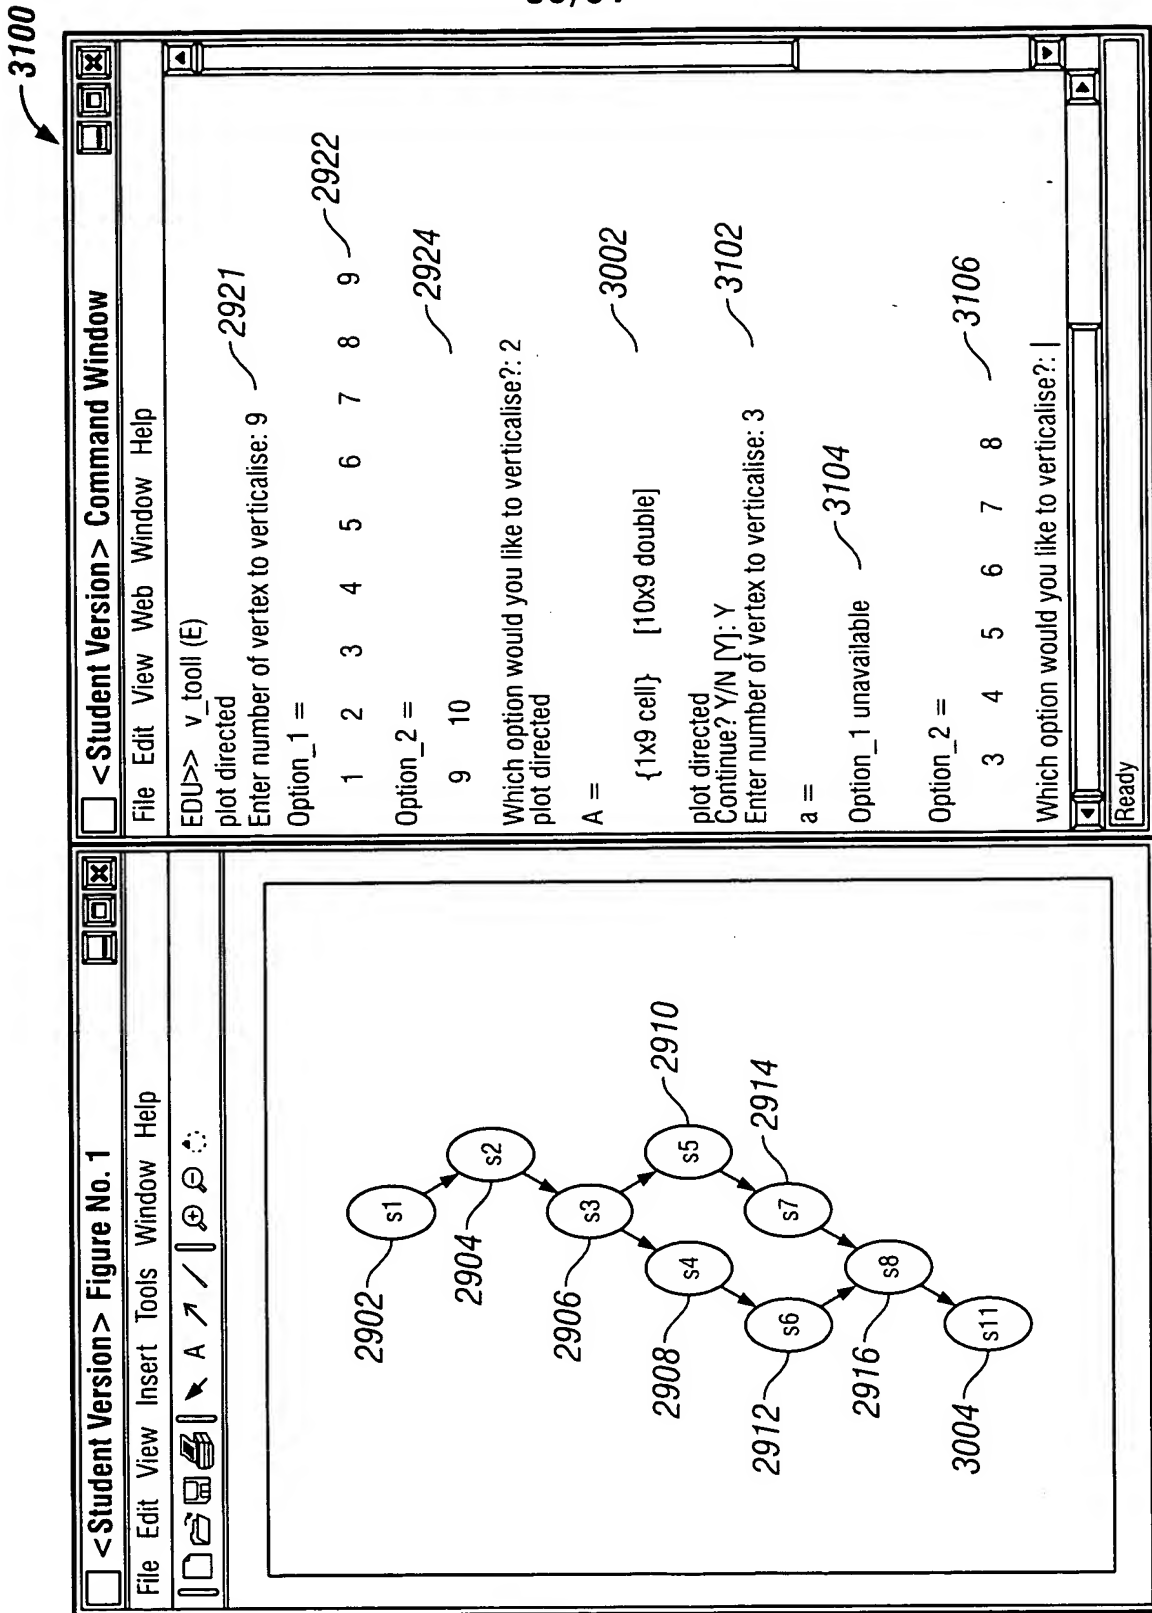 3100
<Student Version> Figure No. 1
File Edit View Insert Tools Window Help
A
s1
s2
s3
s4
s5
s6
s7
s8
s11
2902
2904
2906
2908
2910
2912
2914
2916
3004
<Student Version> Command Window
File Edit View Web Window Help
EDU>> v_tooll (E)
plot directed
Enter number of vertex to verticalise: 9
2921
Option_1 =
1 2 3 4 5 6 7 8 9
2922
Option_2 =
9 10
2924
Which option would you like to verticalise?: 2
plot directed
A =
{1x9 cell} [10x9 double]
3002
plot directed
Continue? Y/N [Y]: Y
Enter number of vertex to verticalise: 3
3102
a =
Option_1 unavailable
3104
Option_2 =
3 4 5 6 7 8
3106
Which option would you like to verticalise?: |
Ready